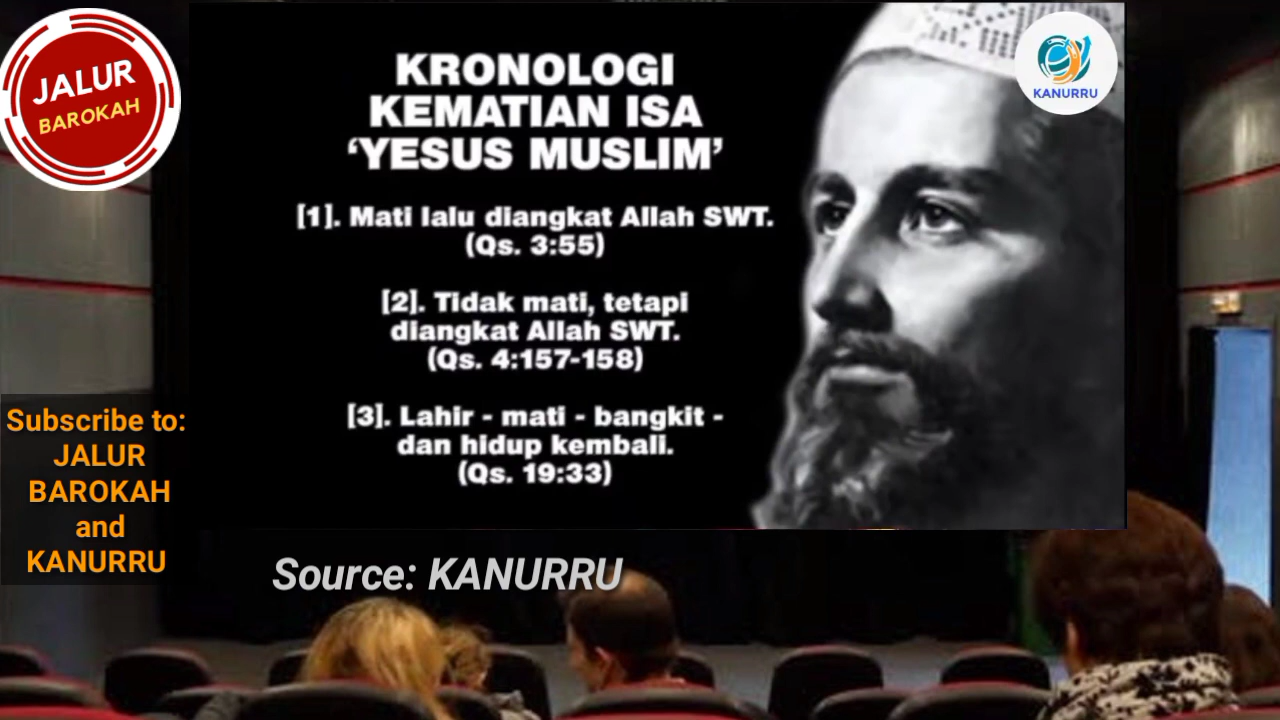 JALUR
BAROKAH
KRONOLOGI
KEMATIAN ISA
‘YESUS MUSLIM’
[1]. Mati lalu diangkat Allah SWT.
(Qs. 3:55)
[2]. Tidak mati, tetapi
diangkat Allah SWT.
(Qs. 4:157-158)
[3]. Lahir - mati - bangkit -
dan hidup kembali.
(Qs. 19:33)
KANURRU
Subscribe to:
JALUR
BAROKAH
and
KANURRU
Source: KANURRU